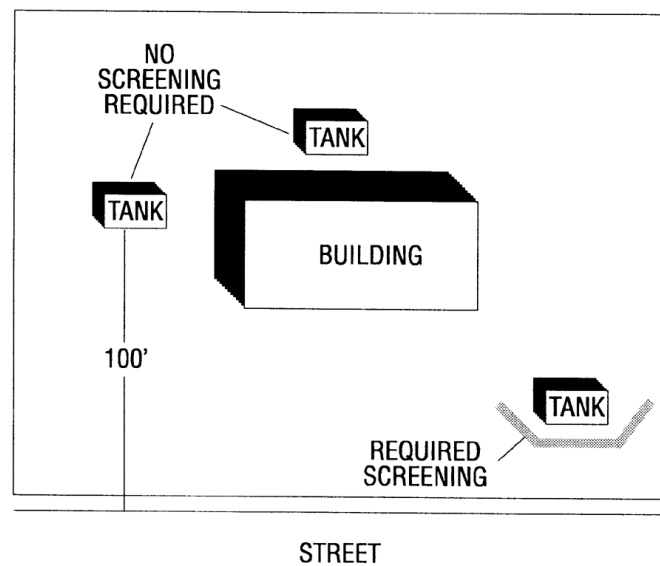 NO
SCREENING
REQUIRED
TANK
TANK
BUILDING
100'
TANK
REQUIRED
SCREENING
STREET